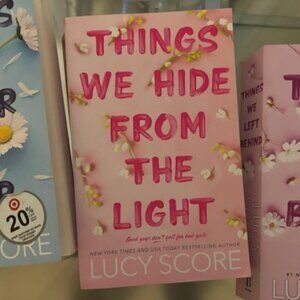 THINGS
WE HIDE
FROM
THE
LIGHT
Good guys don't fall for bad girls.
NEW YORK TIMES AND USA TODAY BESTSELLING AUTHOR
LUCY SCORE
20%
SCORE
THINGS
WE LEFT
BEHIND